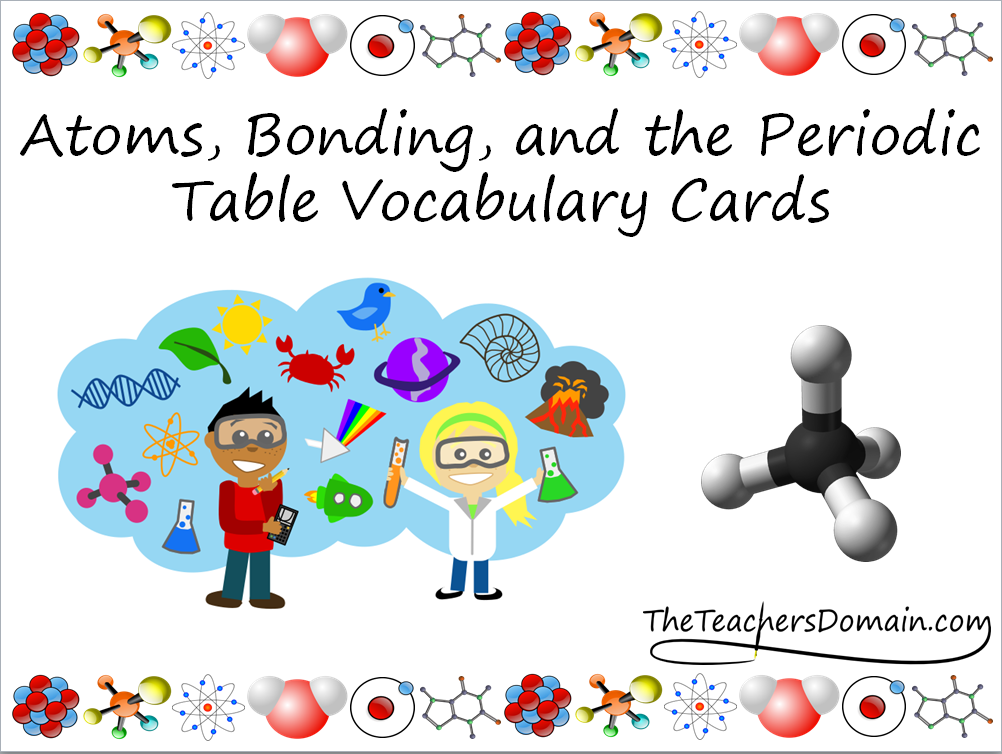 Atoms, Bonding, and the Periodic
Table Vocabulary Cards
TheTeachersDomain.com